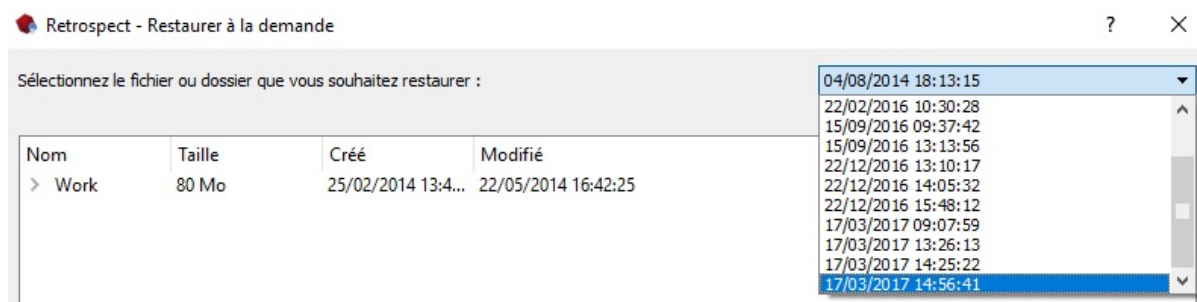 Retrospect - Restaurer à la demande ?
Sélectionnez le fichier ou dossier que vous souhaitez restaurer :
04/08/2014 18:13:15
22/02/2016 10:30:28
15/09/2016 09:37:42
15/09/2016 13:13:56
22/12/2016 13:10:17
22/12/2016 14:05:32
22/12/2016 15:48:12
17/03/2017 09:07:59
17/03/2017 13:26:13
17/03/2017 14:25:22
17/03/2017 14:56:41
Nom Taille Créé Modifié
Work 80 Mo 25/02/2014 13:4... 22/05/2014 16:42:25